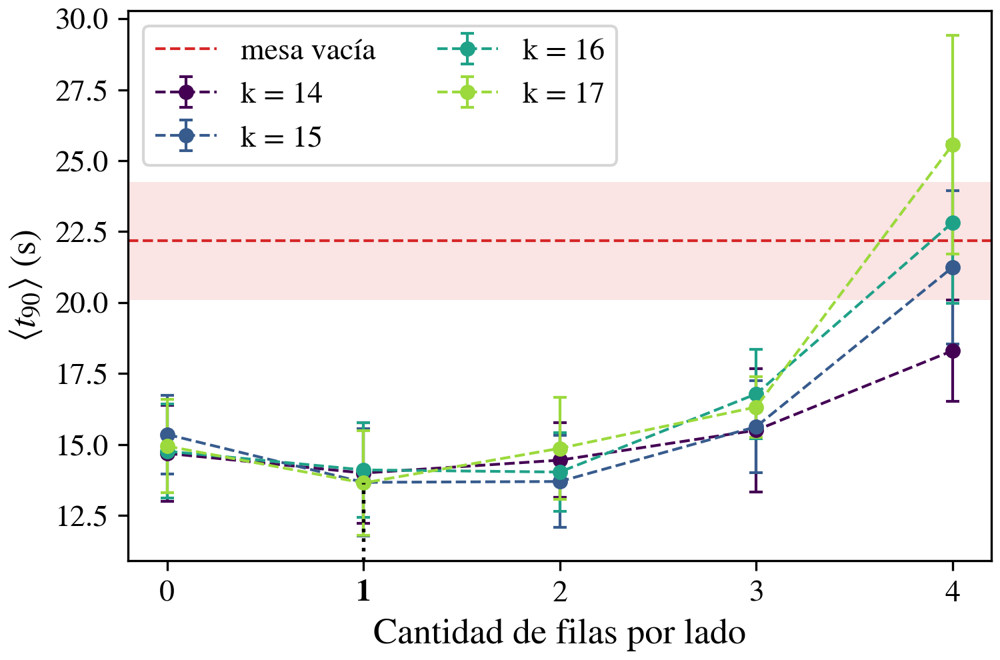 30.0
27.5
25.0
22.5
20.0
17.5
15.0
12.5
⟨t90⟩ (s)
mesa vacía
k = 14
k = 15
k = 16
k = 17
0 1 2 3 4
Cantidad de filas por lado